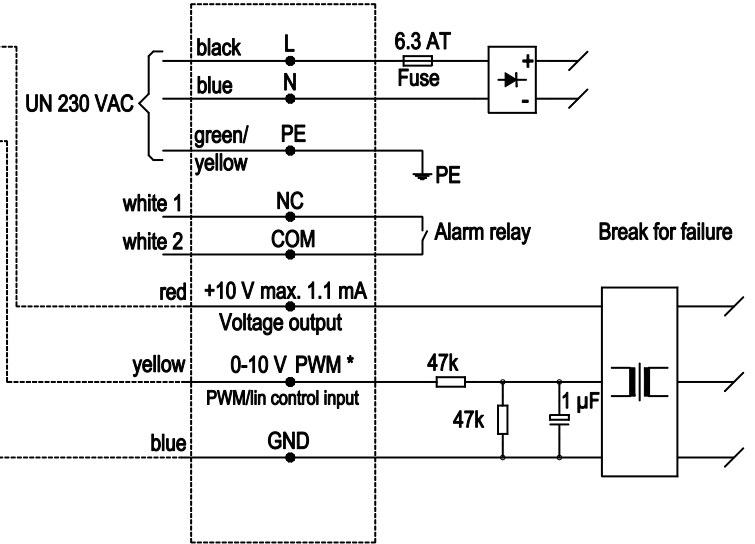 black L 6.3 AT
Fuse
+
UN 230 VAC
blue N
-
green/ PE
yellow
PE
white 1 NC
white 2 COM
Alarm relay Break for failure
red +10 V max. 1.1 mA
Voltage output
yellow 0-10 V PWM * 47k
PWM/lin control input
47k 1 µF
blue GND